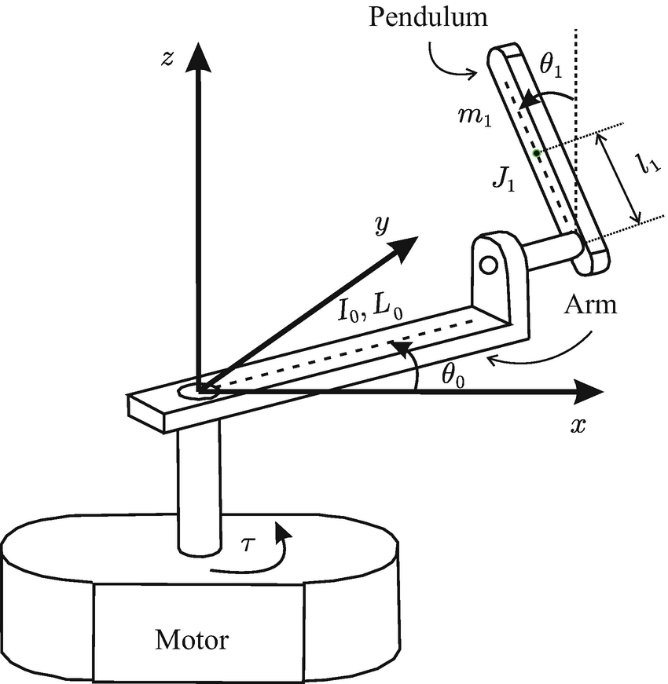 Pendulum
z
θ₁
m₁
J₁
l₁
y
I₀, L₀
Arm
θ₀
x
τ
Motor